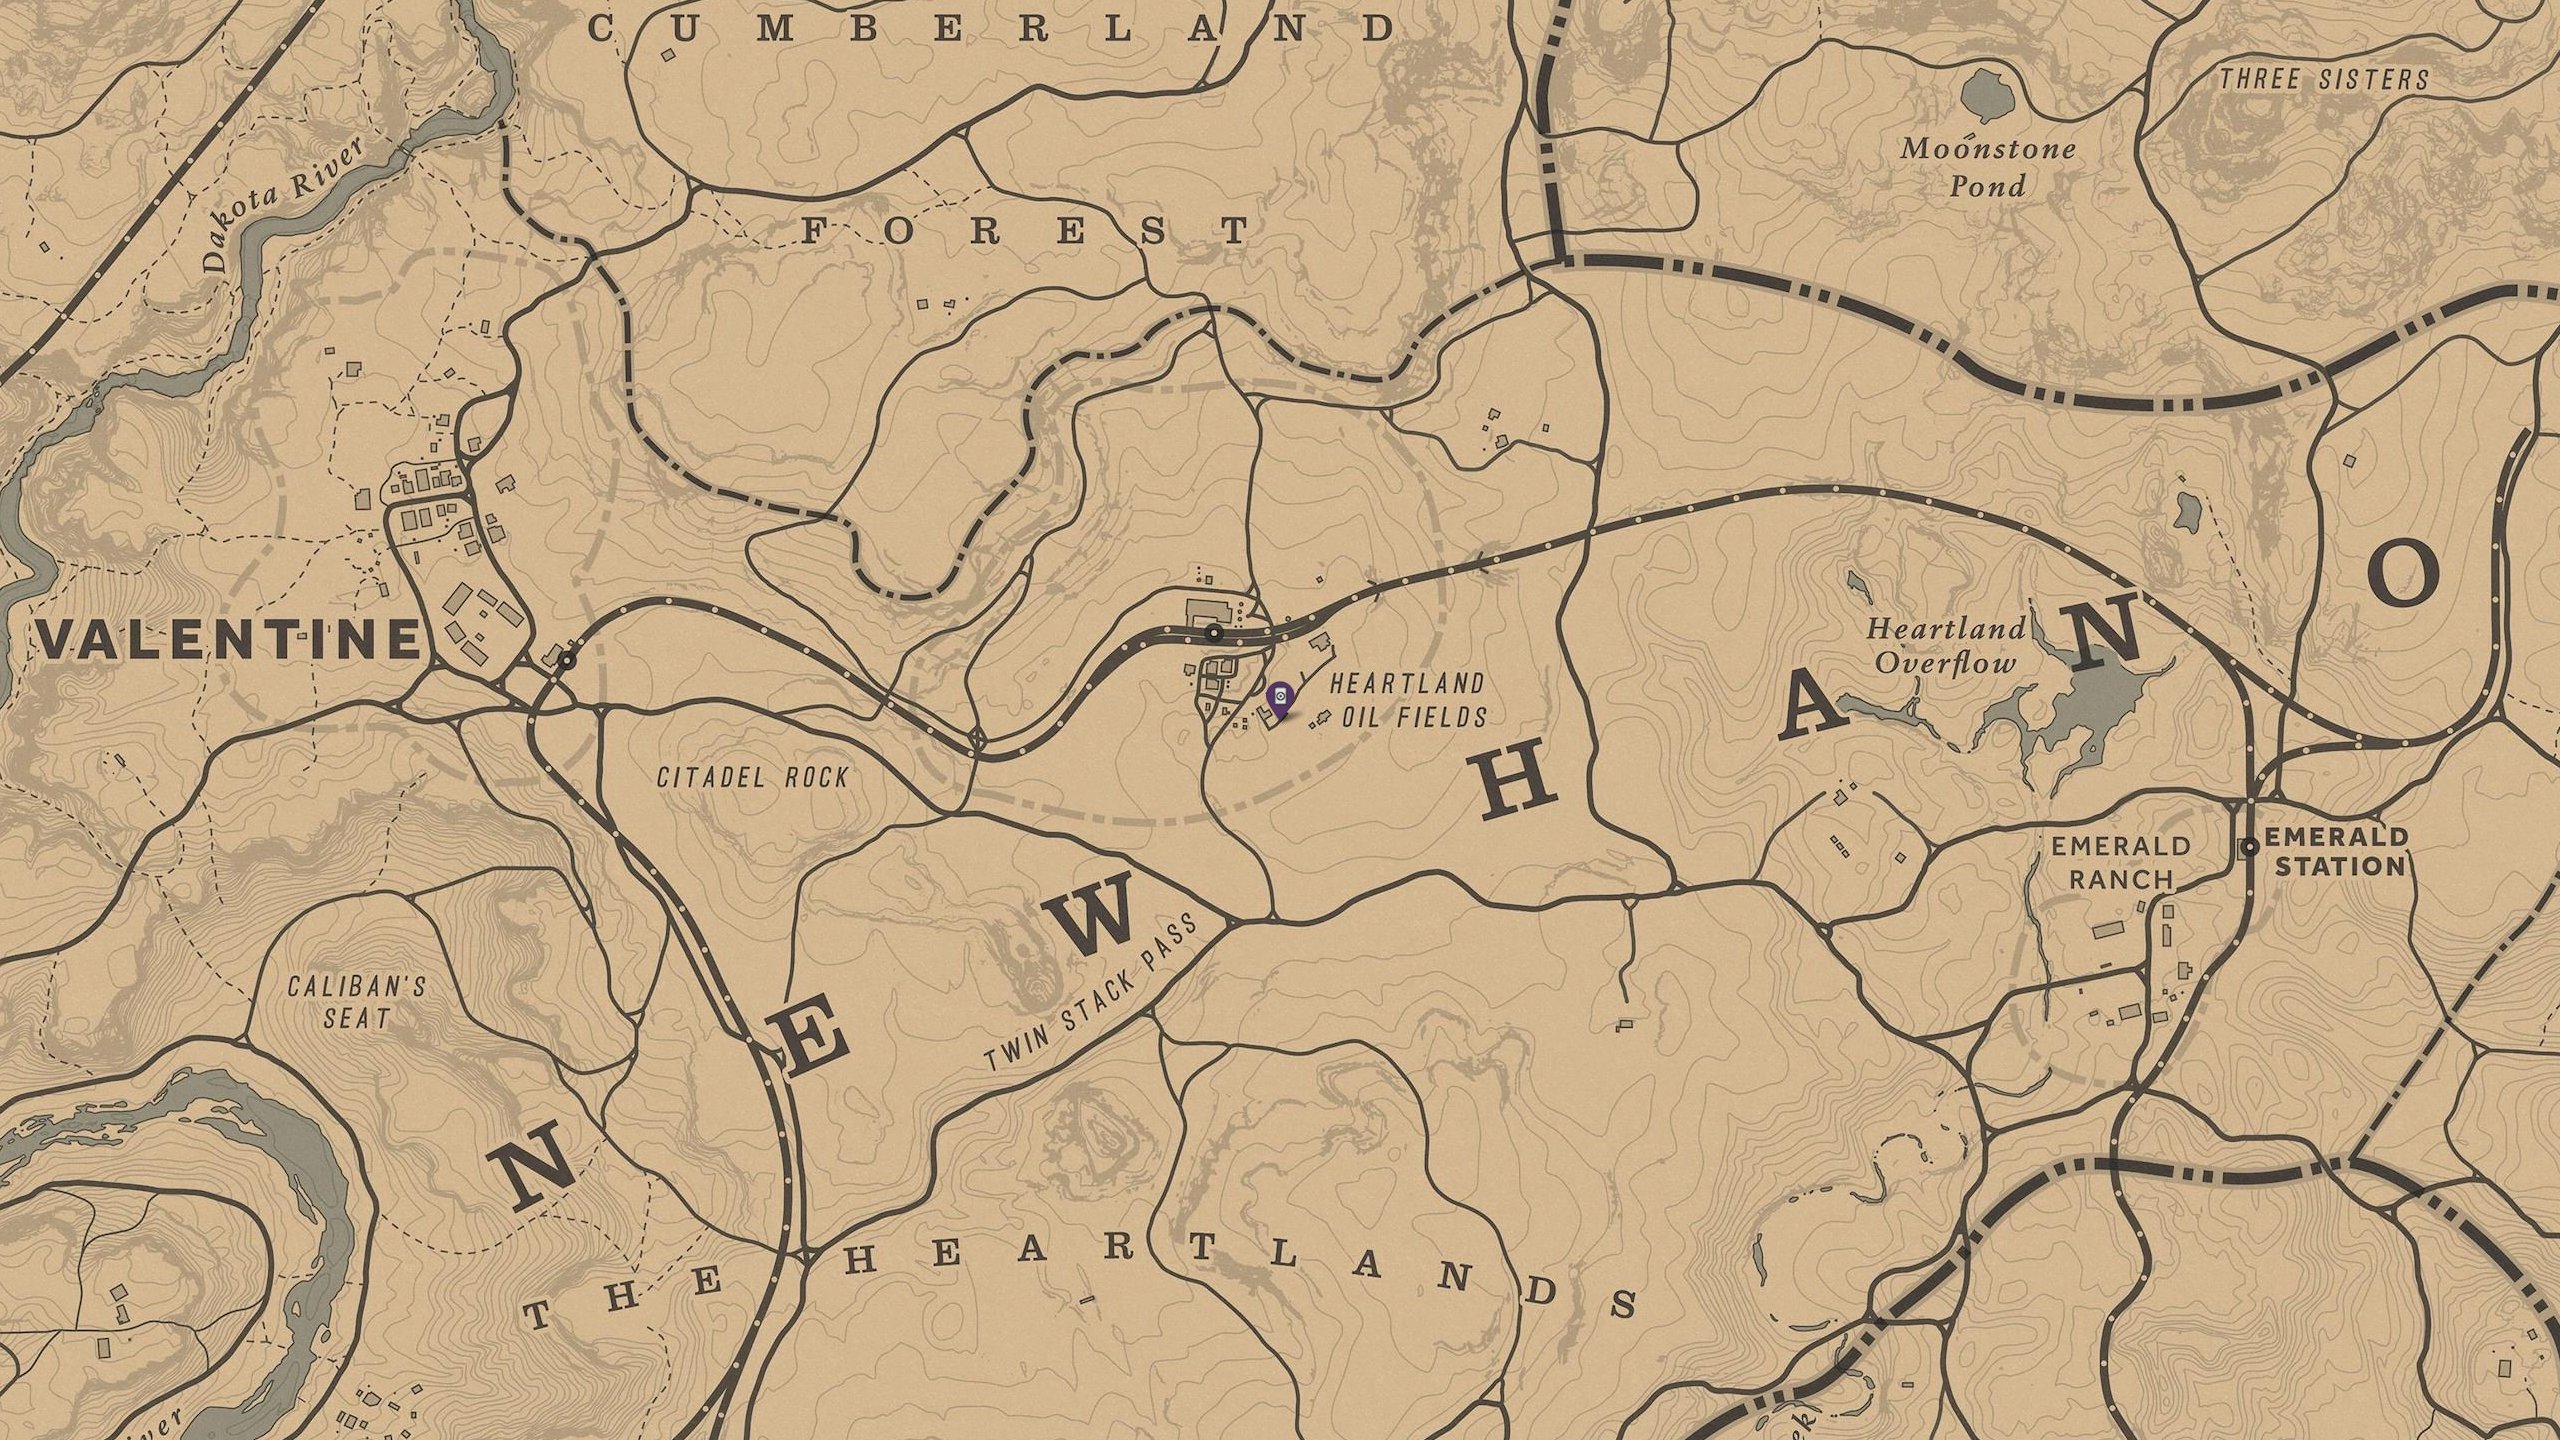 CUMBERLAND
FOREST
THREE SISTERS
Moonstone
Pond
Dakota River
VALENTINE
HEARTLAND
OIL FIELDS
Heartland
Overflow
CITADEL ROCK
EMERALD
RANCH
EMERALD
STATION
CALIBAN'S
SEAT
TWIN STACK PASS
NEW HANO
THE HEARTLANDS